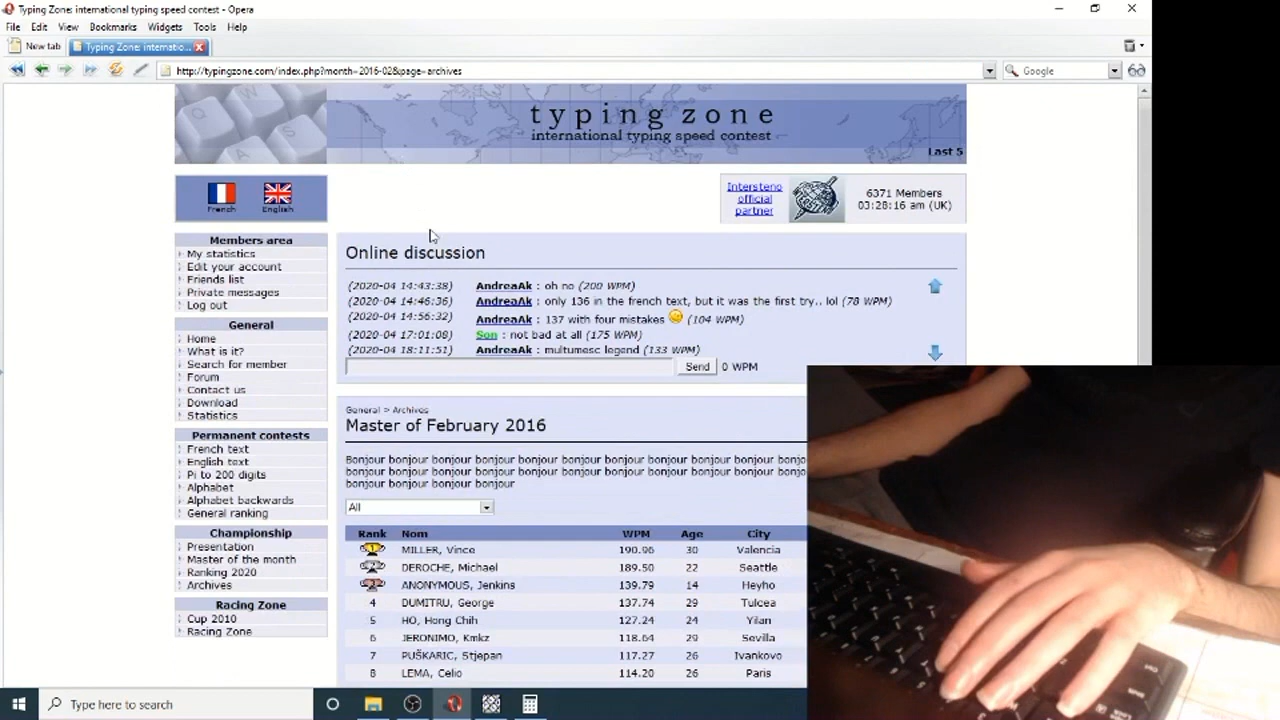 Typing Zone: international typing speed contest - Opera
File Edit View Bookmarks Widgets Tools Help
New tab Typing Zone: internatio...
http://typingzone.com/index.php?month=2016-02&page=archives Google
typing zone
international typing speed contest
Last 5
French English
Intersteno
official
partner
6371 Members
03:28:16 am (UK)
Members area
My statistics
Edit your account
Friends list
Private messages
Log out
General
Home
What is it?
Search for member
Forum
Contact us
Download
Statistics
Permanent contests
French text
English text
Pi to 200 digits
Alphabet
Alphabet backwards
General ranking
Championship
Presentation
Master of the month
Ranking 2020
Archives
Racing Zone
Cup 2010
Racing Zone
Online discussion
(2020-04 14:43:38) AndreaAk : oh no (200 WPM)
(2020-04 14:46:36) AndreaAk : only 136 in the french text, but it was the first try.. lol (78 WPM)
(2020-04 14:56:32) AndreaAk : 137 with four mistakes (104 WPM)
(2020-04 17:01:08) Son : not bad at all (175 WPM)
(2020-04 18:11:51) AndreaAk : multumesc legend (133 WPM)
Send 0 WPM
General > Archives
Master of February 2016
Bonjour bonjour bonjour bonjour bonjour bonjour bonjour bonjour bonjour bonjour
bonjour bonjour bonjour bonjour bonjour bonjour bonjour bonjour bonjour bonjour
bonjour bonjour bonjour bonjour
All
Rank Nom WPM Age City
1 MILLER, Vince 190.96 30 Valencia
DEROCHE, Michael 189.50 22 Seattle
ANONYMOUS, Jenkins 139.79 14 Heyho
4 DUMITRU, George 137.74 29 Tulcea
5 HO, Hong Chih 127.24 24 Yilan
6 JERONIMO, Kmkz 118.64 29 Sevilla
7 PUŠKARIC, Stjepan 117.27 26 Ivankovo
8 LEMA, Celio 114.20 26 Paris
Type here to search